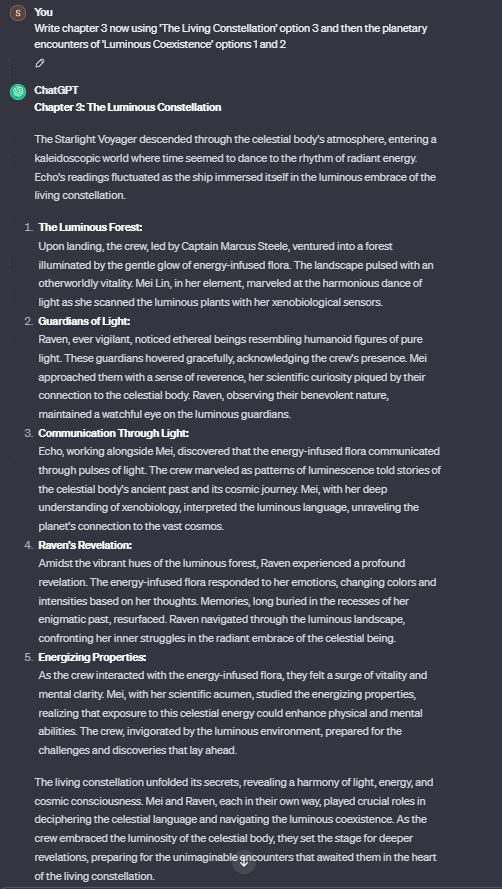 S You
Write chapter 3 now using 'The Living Constellation' option 3 and then the planetary
encounters of 'Luminous Coexistence' options 1 and 2
ChatGPT
Chapter 3: The Luminous Constellation
The Starlight Voyager descended through the celestial body's atmosphere, entering a
kaleidoscopic world where time seemed to dance to the rhythm of radiant energy.
Echo's readings fluctuated as the ship immersed itself in the luminous embrace of the
living constellation.
1. The Luminous Forest:
Upon landing, the crew, led by Captain Marcus Steele, ventured into a forest
illuminated by the gentle glow of energy-infused flora. The landscape pulsed with an
otherworldly vitality. Mei Lin, in her element, marveled at the harmonious dance of
light as she scanned the luminous plants with her xenobiological sensors.
2. Guardians of Light:
Raven, ever vigilant, noticed ethereal beings resembling humanoid figures of pure
light. These guardians hovered gracefully, acknowledging the crew's presence. Mei
approached them with a sense of reverence, her scientific curiosity piqued by their
connection to the celestial body. Raven, observing their benevolent nature,
maintained a watchful eye on the luminous guardians.
3. Communication Through Light:
Echo, working alongside Mei, discovered that the energy-infused flora communicated
through pulses of light. The crew marveled as patterns of luminescence told stories of
the celestial body's ancient past and its cosmic journey. Mei, with her deep
understanding of xenobiology, interpreted the luminous language, unraveling the
planet's connection to the vast cosmos.
4. Raven's Revelation:
Amidst the vibrant hues of the luminous forest, Raven experienced a profound
revelation. The energy-infused flora responded to her emotions, changing colors and
intensities based on her thoughts. Memories, long buried in the recesses of her
enigmatic past, resurfaced. Raven navigated through the luminous landscape,
confronting her inner struggles in the radiant embrace of the celestial being.
5. Energizing Properties:
As the crew interacted with the energy-infused flora, they felt a surge of vitality and
mental clarity. Mei, with her scientific acumen, studied the energizing properties,
realizing that exposure to this celestial energy could enhance physical and mental
abilities. The crew, invigorated by the luminous environment, prepared for the
challenges and discoveries that lay ahead.
The living constellation unfolded its secrets, revealing a harmony of light, energy, and
cosmic consciousness. Mei and Raven, each in their own way, played crucial roles in
deciphering the celestial language and navigating the luminous coexistence. As the
crew embraced the luminosity of the celestial body, they set the stage for deeper
revelations, preparing for the unimaginable encounters that awaited them in the heart
of the living constellation.